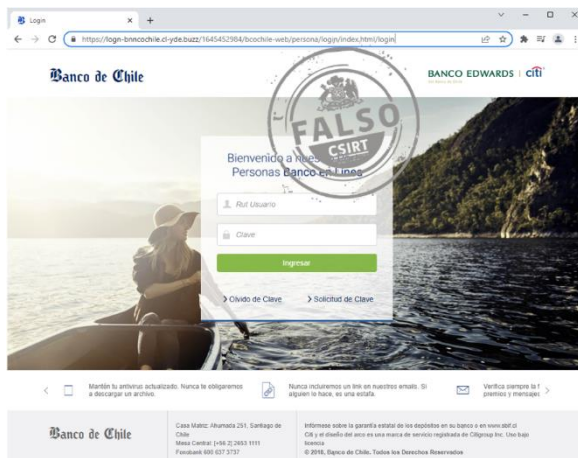 Login
https://logn-bnncochile.cl-yde.buzz/1645452984/bcochile-web/persona/login/index.html/login
Banco de Chile
BANCO EDWARDS | citi
FALSO
CSIRT
Bienvenido a
Personas Banco en Línea
Rut Usuario
Clave
Ingresar
Olvido de Clave
Solicitud de Clave
Mantén tu antivirus actualizado. Nunca te obligaremos
a descargar un archivo.
Nunca incluiremos un link en nuestros emails. Si
alguien lo hace, es una estafa.
Verifica siempre la
premios y mensajes
Banco de Chile
Casa Matriz: Ahumada 251, Santiago de
Chile
Mesa Central: (+56 2) 2653 1111
Fonobank 600 637 3737
Infórmese sobre la garantía estatal de los depósitos en su banco o en www.sbif.cl
Citi y el diseño del arco es una marca de servicio registrada de Citigroup Inc. Uso bajo
licencia
© 2016, Banco de Chile. Todos los Derechos Reservados